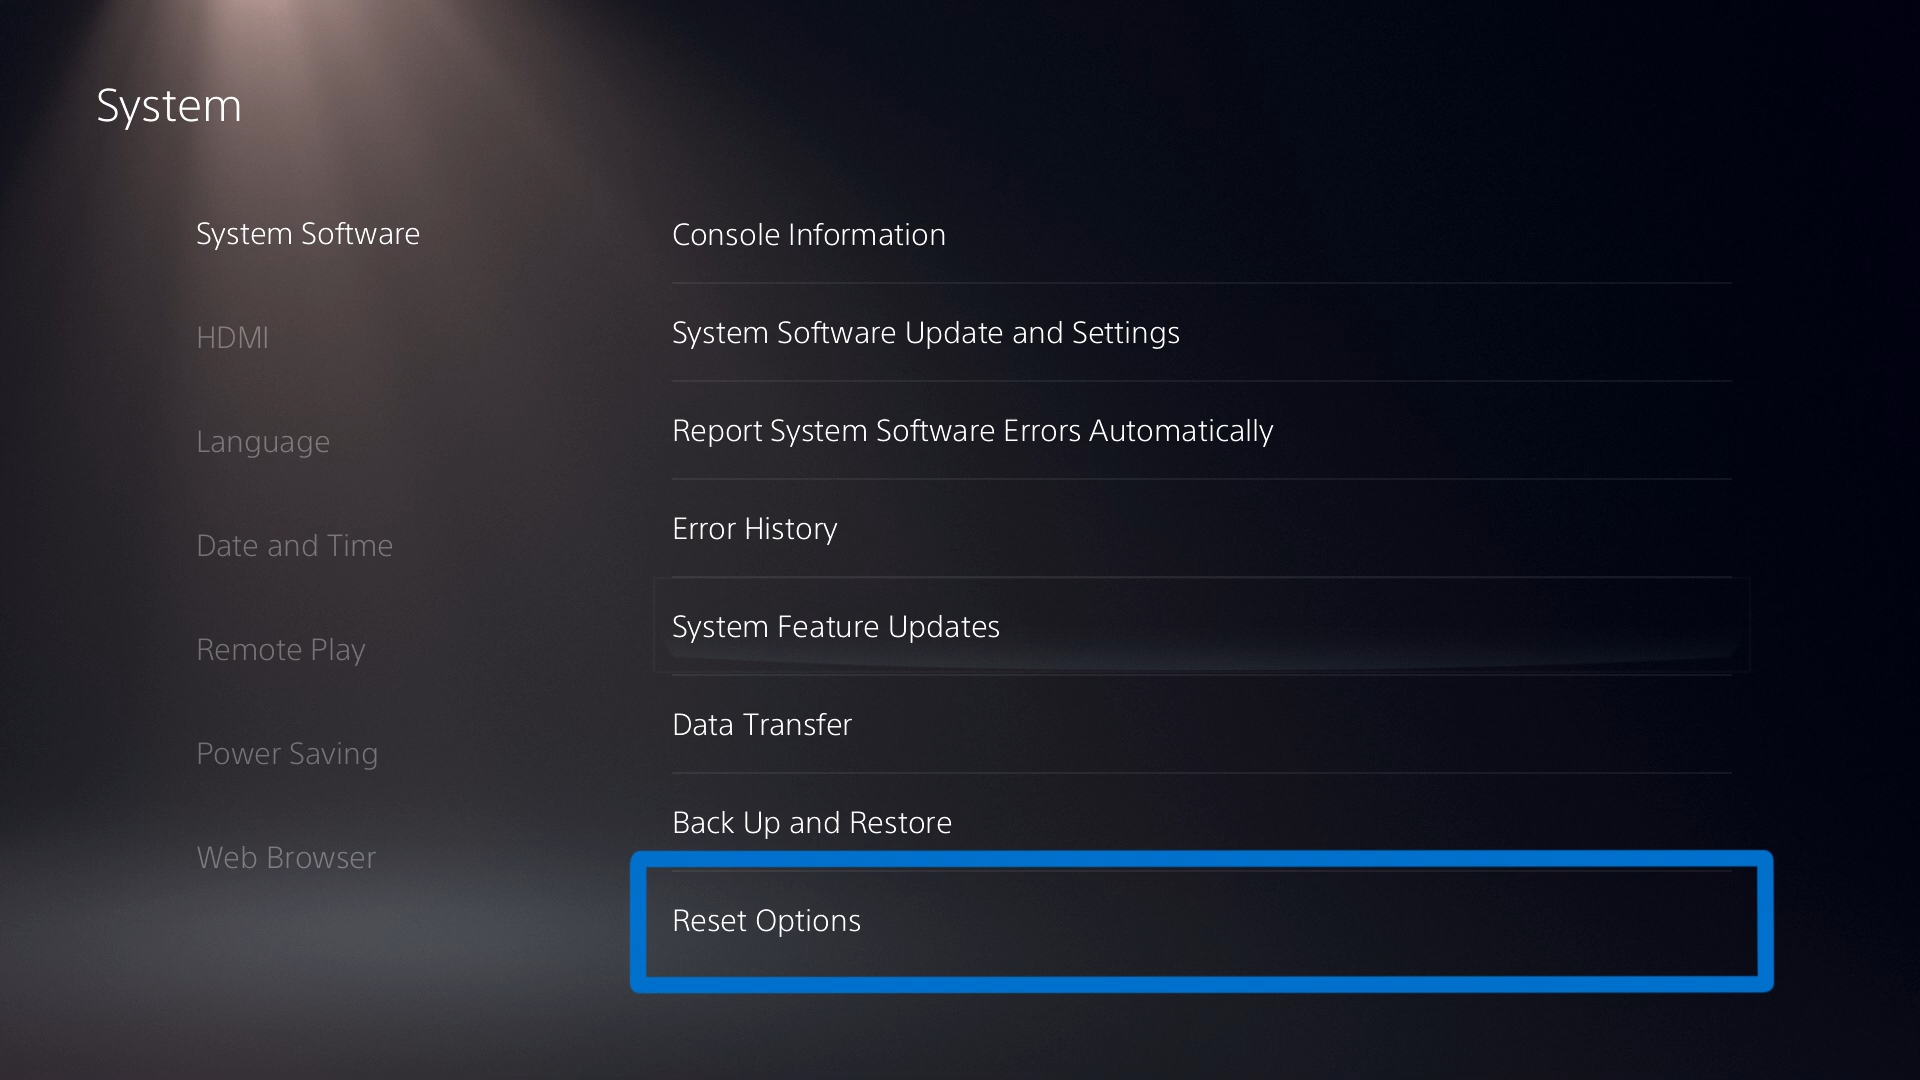 System
System Software
HDMI
Language
Date and Time
Remote Play
Power Saving
Web Browser
Console Information
System Software Update and Settings
Report System Software Errors Automatically
Error History
System Feature Updates
Data Transfer
Back Up and Restore
Reset Options